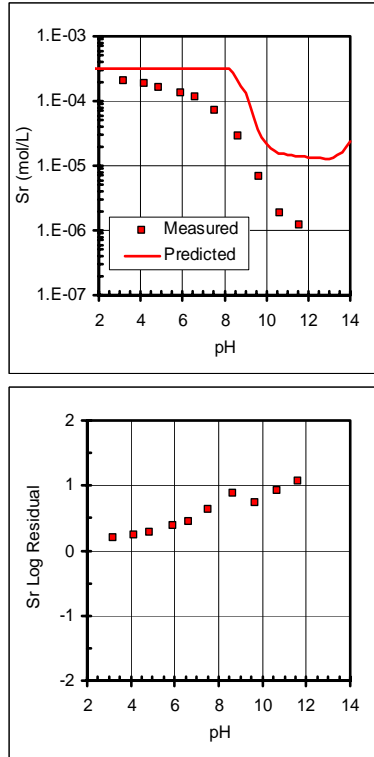 1.E-03
1.E-04
1.E-05
1.E-06
1.E-07
Sr (mol/L)
Measured
Predicted
2 4 6 8 10 12 14
pH
2
1
0
-1
-2
Sr Log Residual
2 4 6 8 10 12 14
pH